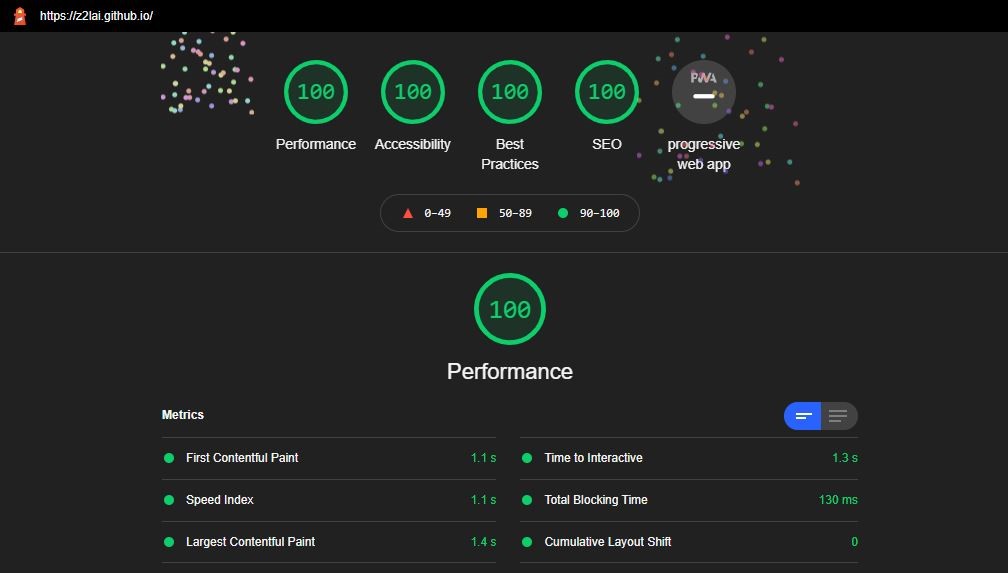 https://z2lai.github.io/
100 100 100 100 PWA
Performance Accessibility Best Practices SEO progressive web app
0-49 50-89 90-100
100
Performance
Metrics
First Contentful Paint 1.1 s Time to Interactive 1.3 s
Speed Index 1.1 s Total Blocking Time 130 ms
Largest Contentful Paint 1.4 s Cumulative Layout Shift 0